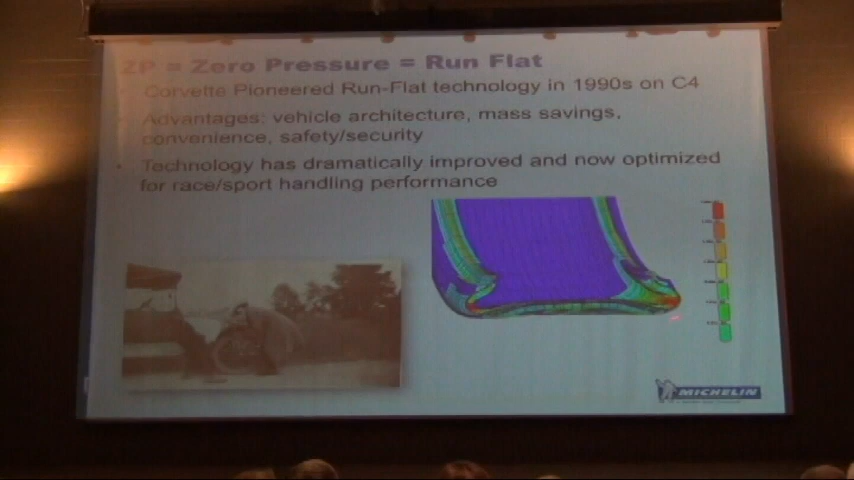 ZP = Zero Pressure = Run Flat
Corvette Pioneered Run-Flat technology in 1990s on C4
Advantages: vehicle architecture, mass savings,
convenience, safety/security
• Technology has dramatically improved and now optimized
for race/sport handling performance
MICHELIN